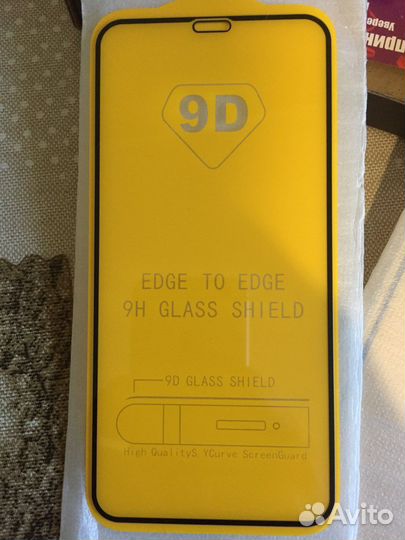 9D
EDGE TO EDGE
9H GLASS SHIELD
9D GLASS SHIELD
High QualityS YCurve ScreenGuard
Avito